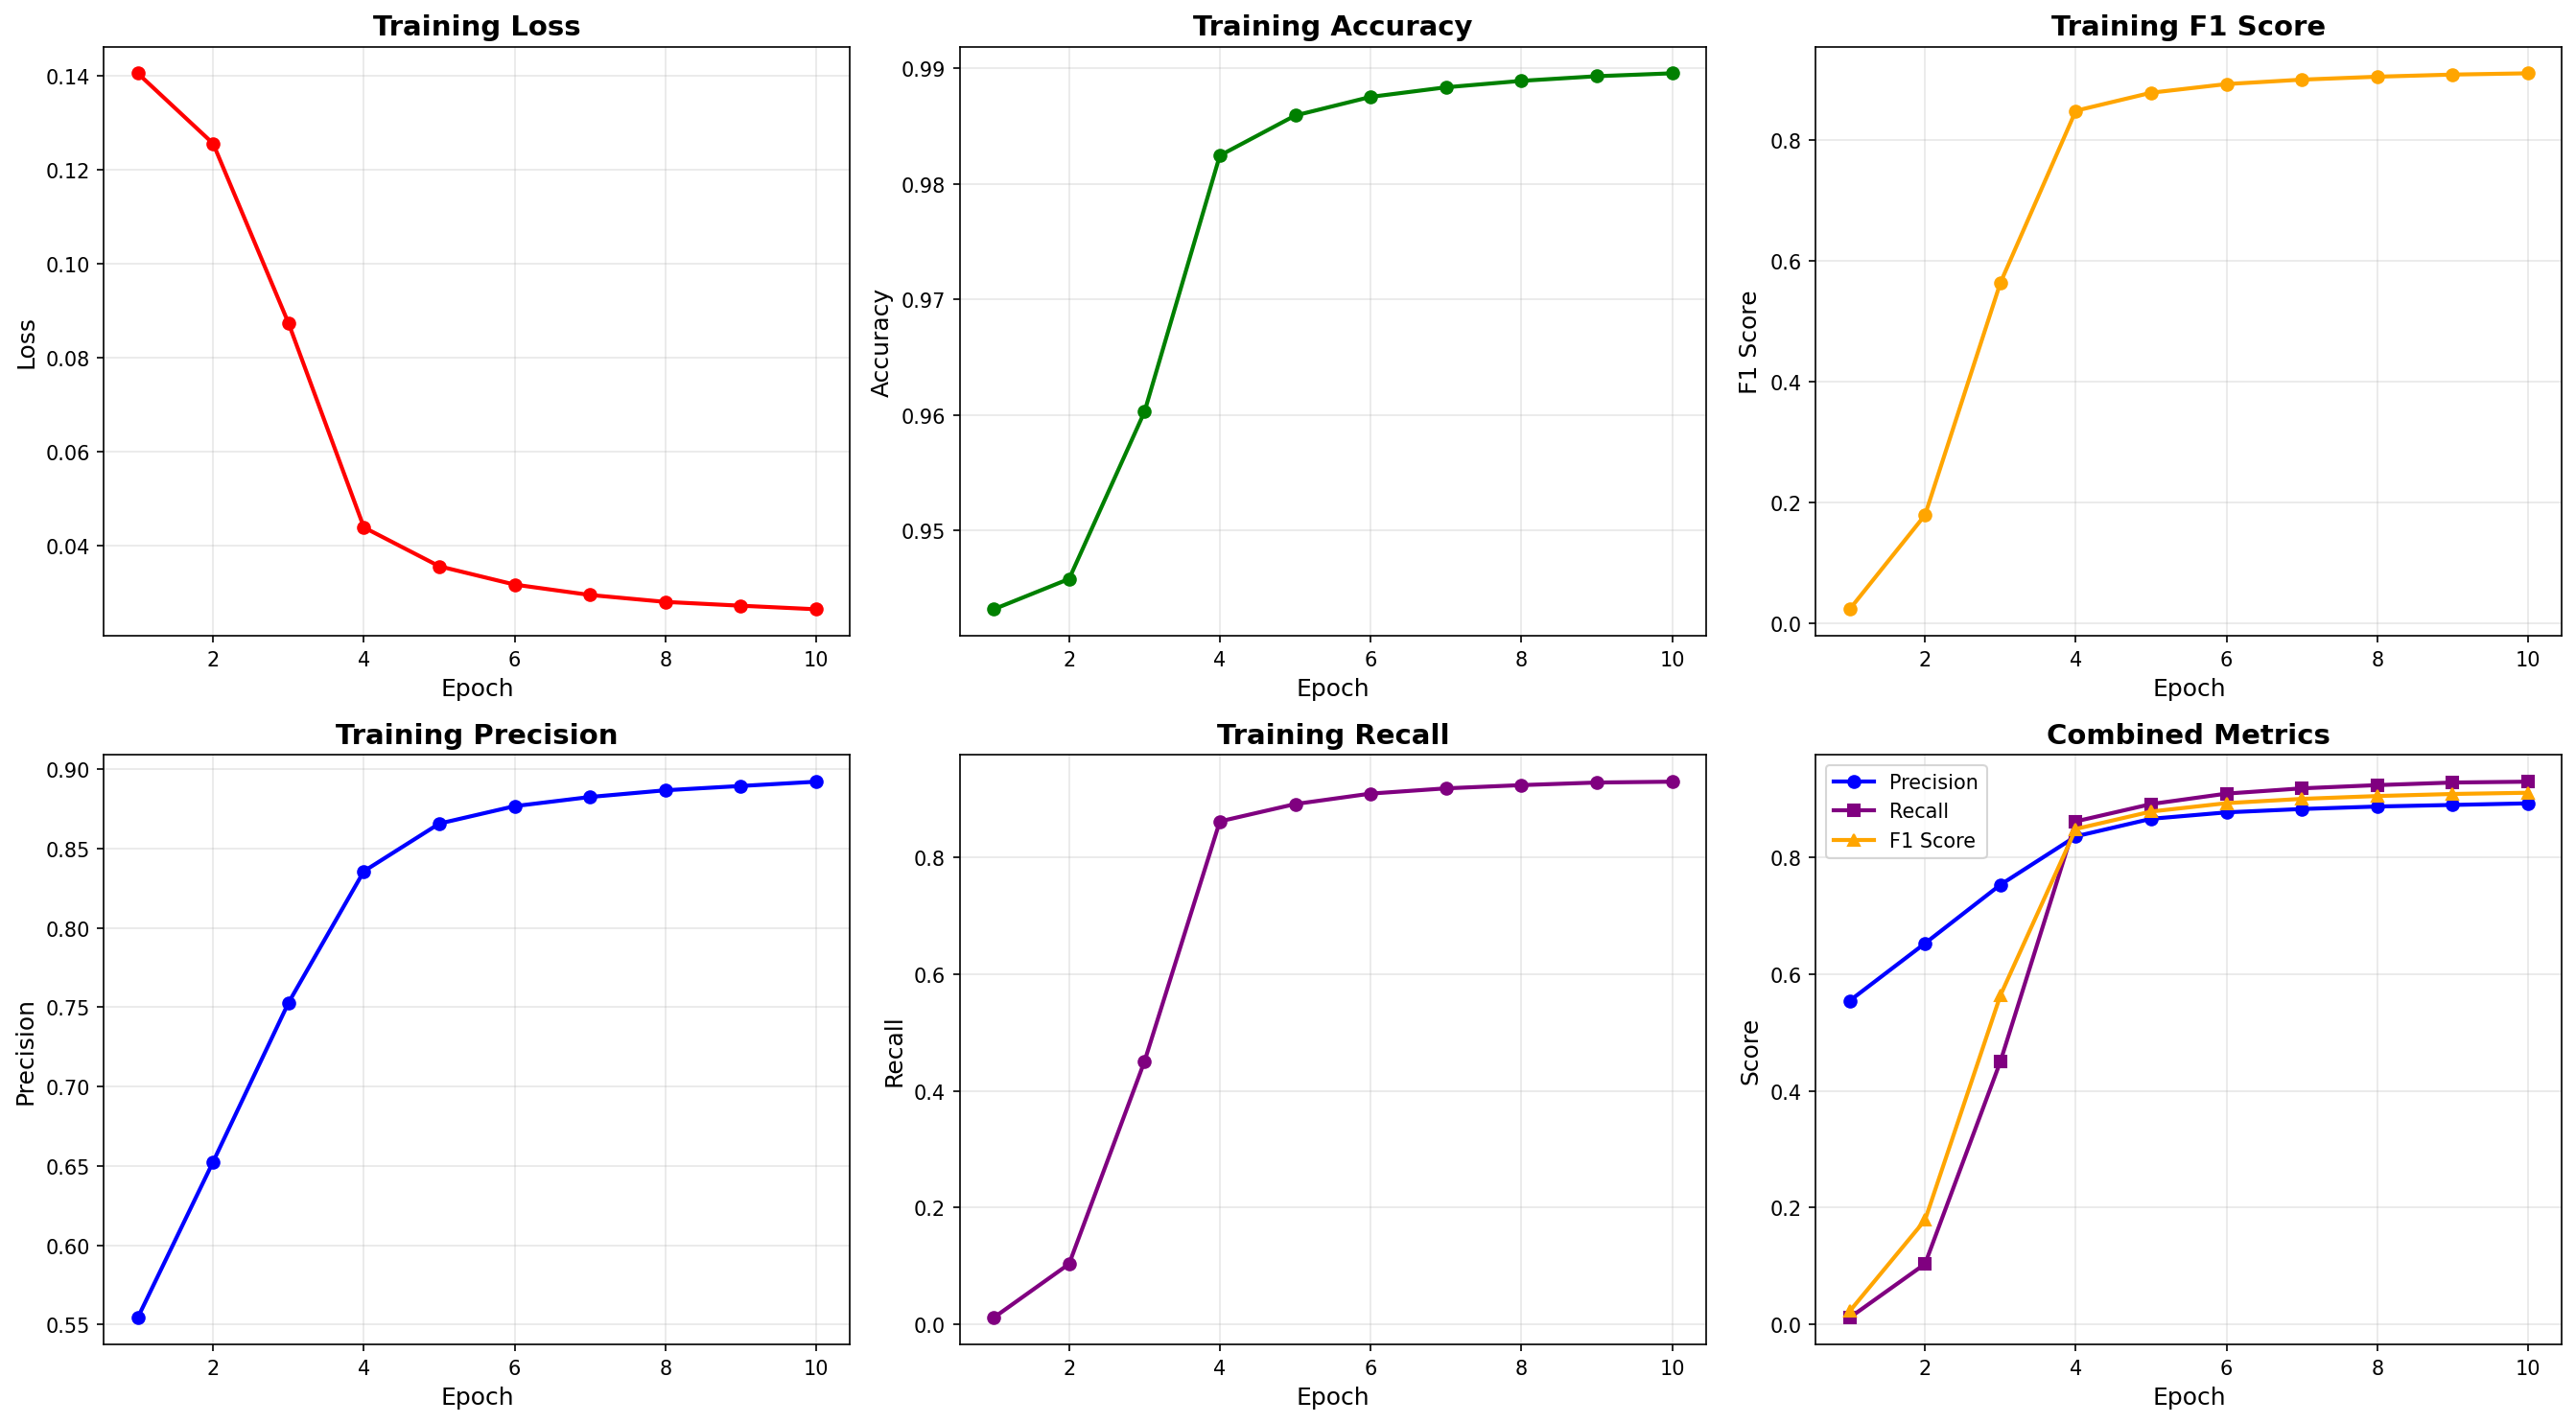 Training Loss
Loss
0.14
0.12
0.10
0.08
0.06
0.04
2 4 6 8 10
Epoch
Training Accuracy
Accuracy
0.99
0.98
0.97
0.96
0.95
2 4 6 8 10
Epoch
Training F1 Score
F1 Score
0.8
0.6
0.4
0.2
0.0
2 4 6 8 10
Epoch
Training Precision
Precision
0.90
0.85
0.80
0.75
0.70
0.65
0.60
0.55
2 4 6 8 10
Epoch
Training Recall
Recall
0.8
0.6
0.4
0.2
0.0
2 4 6 8 10
Epoch
Combined Metrics
Precision
Recall
F1 Score
Score
0.8
0.6
0.4
0.2
0.0
2 4 6 8 10
Epoch